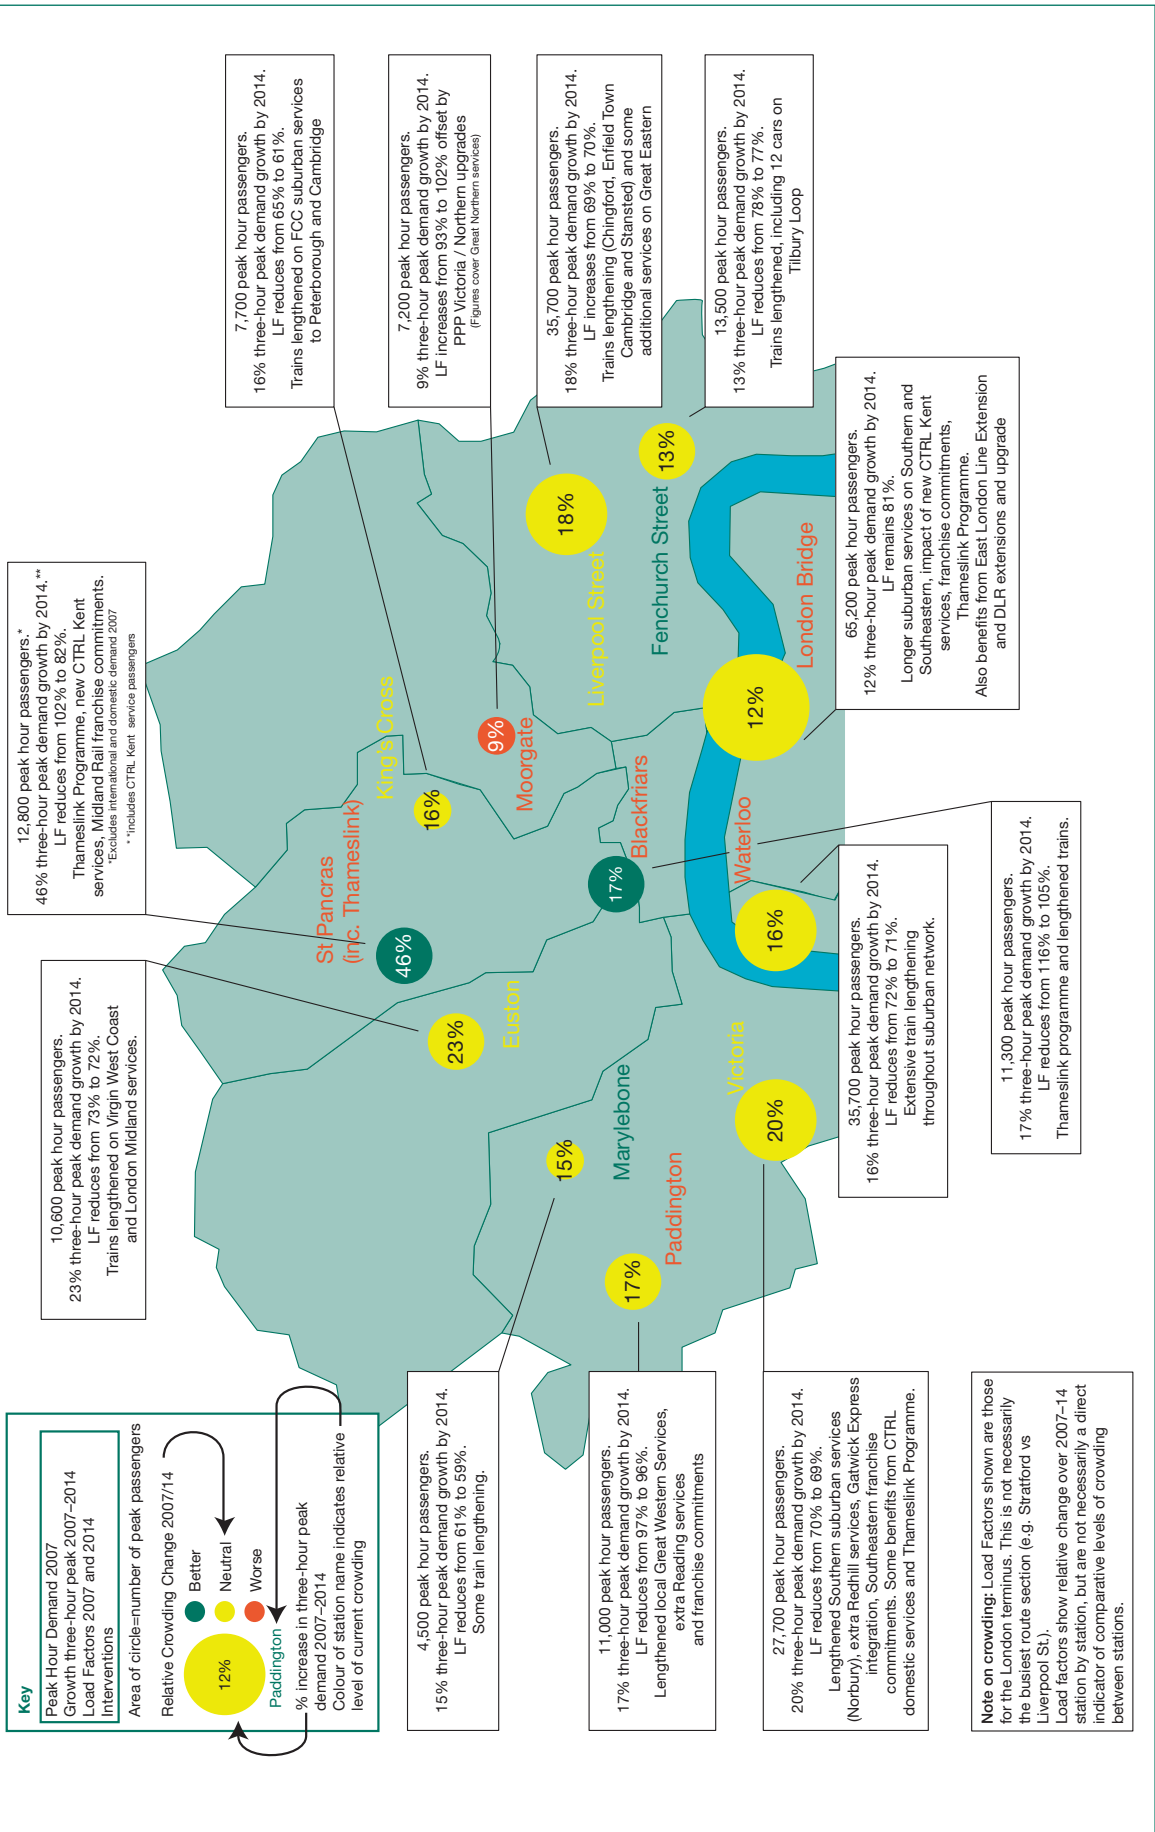 Key
Peak Hour Demand 2007
Growth three-hour peak 2007–2014
Load Factors 2007 and 2014
Interventions
Area of circle=number of peak passengers
Relative Crowding Change 2007/14
12%
Better
Neutral
Worse
Paddington
% increase in three-hour peak
demand 2007–2014
Colour of station name indicates relative
level of current crowding
10,600 peak hour passengers.
23% three-hour peak demand growth by 2014.
LF reduces from 73% to 72%.
Trains lengthened on Virgin West Coast
and London Midland services.
12,800 peak hour passengers.*
46% three-hour peak demand growth by 2014.**
LF reduces from 102% to 82%.
Thameslink Programme, new CTRL Kent
services, Midland Rail franchise commitments.
*Excludes international and domestic demand 2007
**includes CTRL Kent service passengers
7,700 peak hour passengers.
16% three-hour peak demand growth by 2014.
LF reduces from 65% to 61%.
Trains lengthened on FCC suburban services
to Peterborough and Cambridge
7,200 peak hour passengers.
9% three-hour peak demand growth by 2014.
LF increases from 93% to 102% offset by
PPP Victoria / Northern upgrades
(Figures cover Great Northern services)
35,700 peak hour passengers.
18% three-hour peak demand growth by 2014.
LF increases from 69% to 70%.
Trains lengthening (Chingford, Enfield Town
Cambridge and Stansted) and some
additional services on Great Eastern
13,500 peak hour passengers.
13% three-hour peak demand growth by 2014.
LF reduces from 78% to 77%.
Trains lengthened, including 12 cars on
Tilbury Loop
St Pancras
(inc. Thameslink)
46%
King's Cross
16%
23%
Euston
9%
Moorgate
18%
Liverpool Street
15%
Marylebone
17%
Blackfriars
13%
Fenchurch Street
17%
Paddington
20%
Victoria
16%
Waterloo
12%
London Bridge
4,500 peak hour passengers.
15% three-hour peak demand growth by 2014.
LF reduces from 61% to 59%.
Some train lengthening.
11,000 peak hour passengers.
17% three-hour peak demand growth by 2014.
LF reduces from 97% to 96%.
Lengthened local Great Western Services,
extra Reading services
and franchise commitments
27,700 peak hour passengers.
20% three-hour peak demand growth by 2014.
LF reduces from 70% to 69%.
Lengthened Southern suburban services
(Norbury), extra Redhill services, Gatwick Express
integration, Southeastern franchise
commitments. Some benefits from CTRL
domestic services and Thameslink Programme.
35,700 peak hour passengers.
16% three-hour peak demand growth by 2014.
LF reduces from 72% to 71%.
Extensive train lengthening
throughout suburban network.
65,200 peak hour passengers.
12% three-hour peak demand growth by 2014.
LF remains 81%.
Longer suburban services on Southern and
Southeastern, impact of new CTRL Kent
services, franchise commitments,
Thameslink Programme.
Also benefits from East London Line Extension
and DLR extensions and upgrade
11,300 peak hour passengers.
17% three-hour peak demand growth by 2014.
LF reduces from 116% to 105%.
Thameslink programme and lengthened trains.
Note on crowding: Load Factors shown are those
for the London terminus. This is not necessarily
the busiest route section (e.g. Stratford vs
Liverpool St.).
Load factors show relative change over 2007–14
station by station, but are not necessarily a direct
indicator of comparative levels of crowding
between stations.